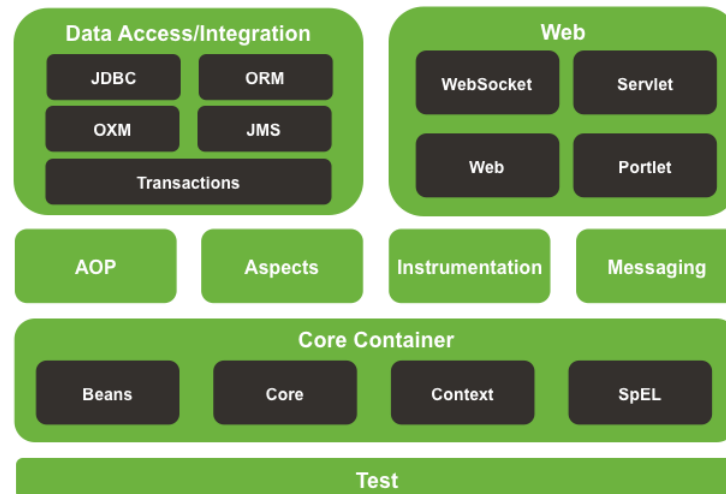 Data Access/Integration
JDBC
ORM
OXM
JMS
Transactions
Web
WebSocket
Servlet
Web
Portlet
AOP
Aspects
Instrumentation
Messaging
Core Container
Beans
Core
Context
SpEL
Test